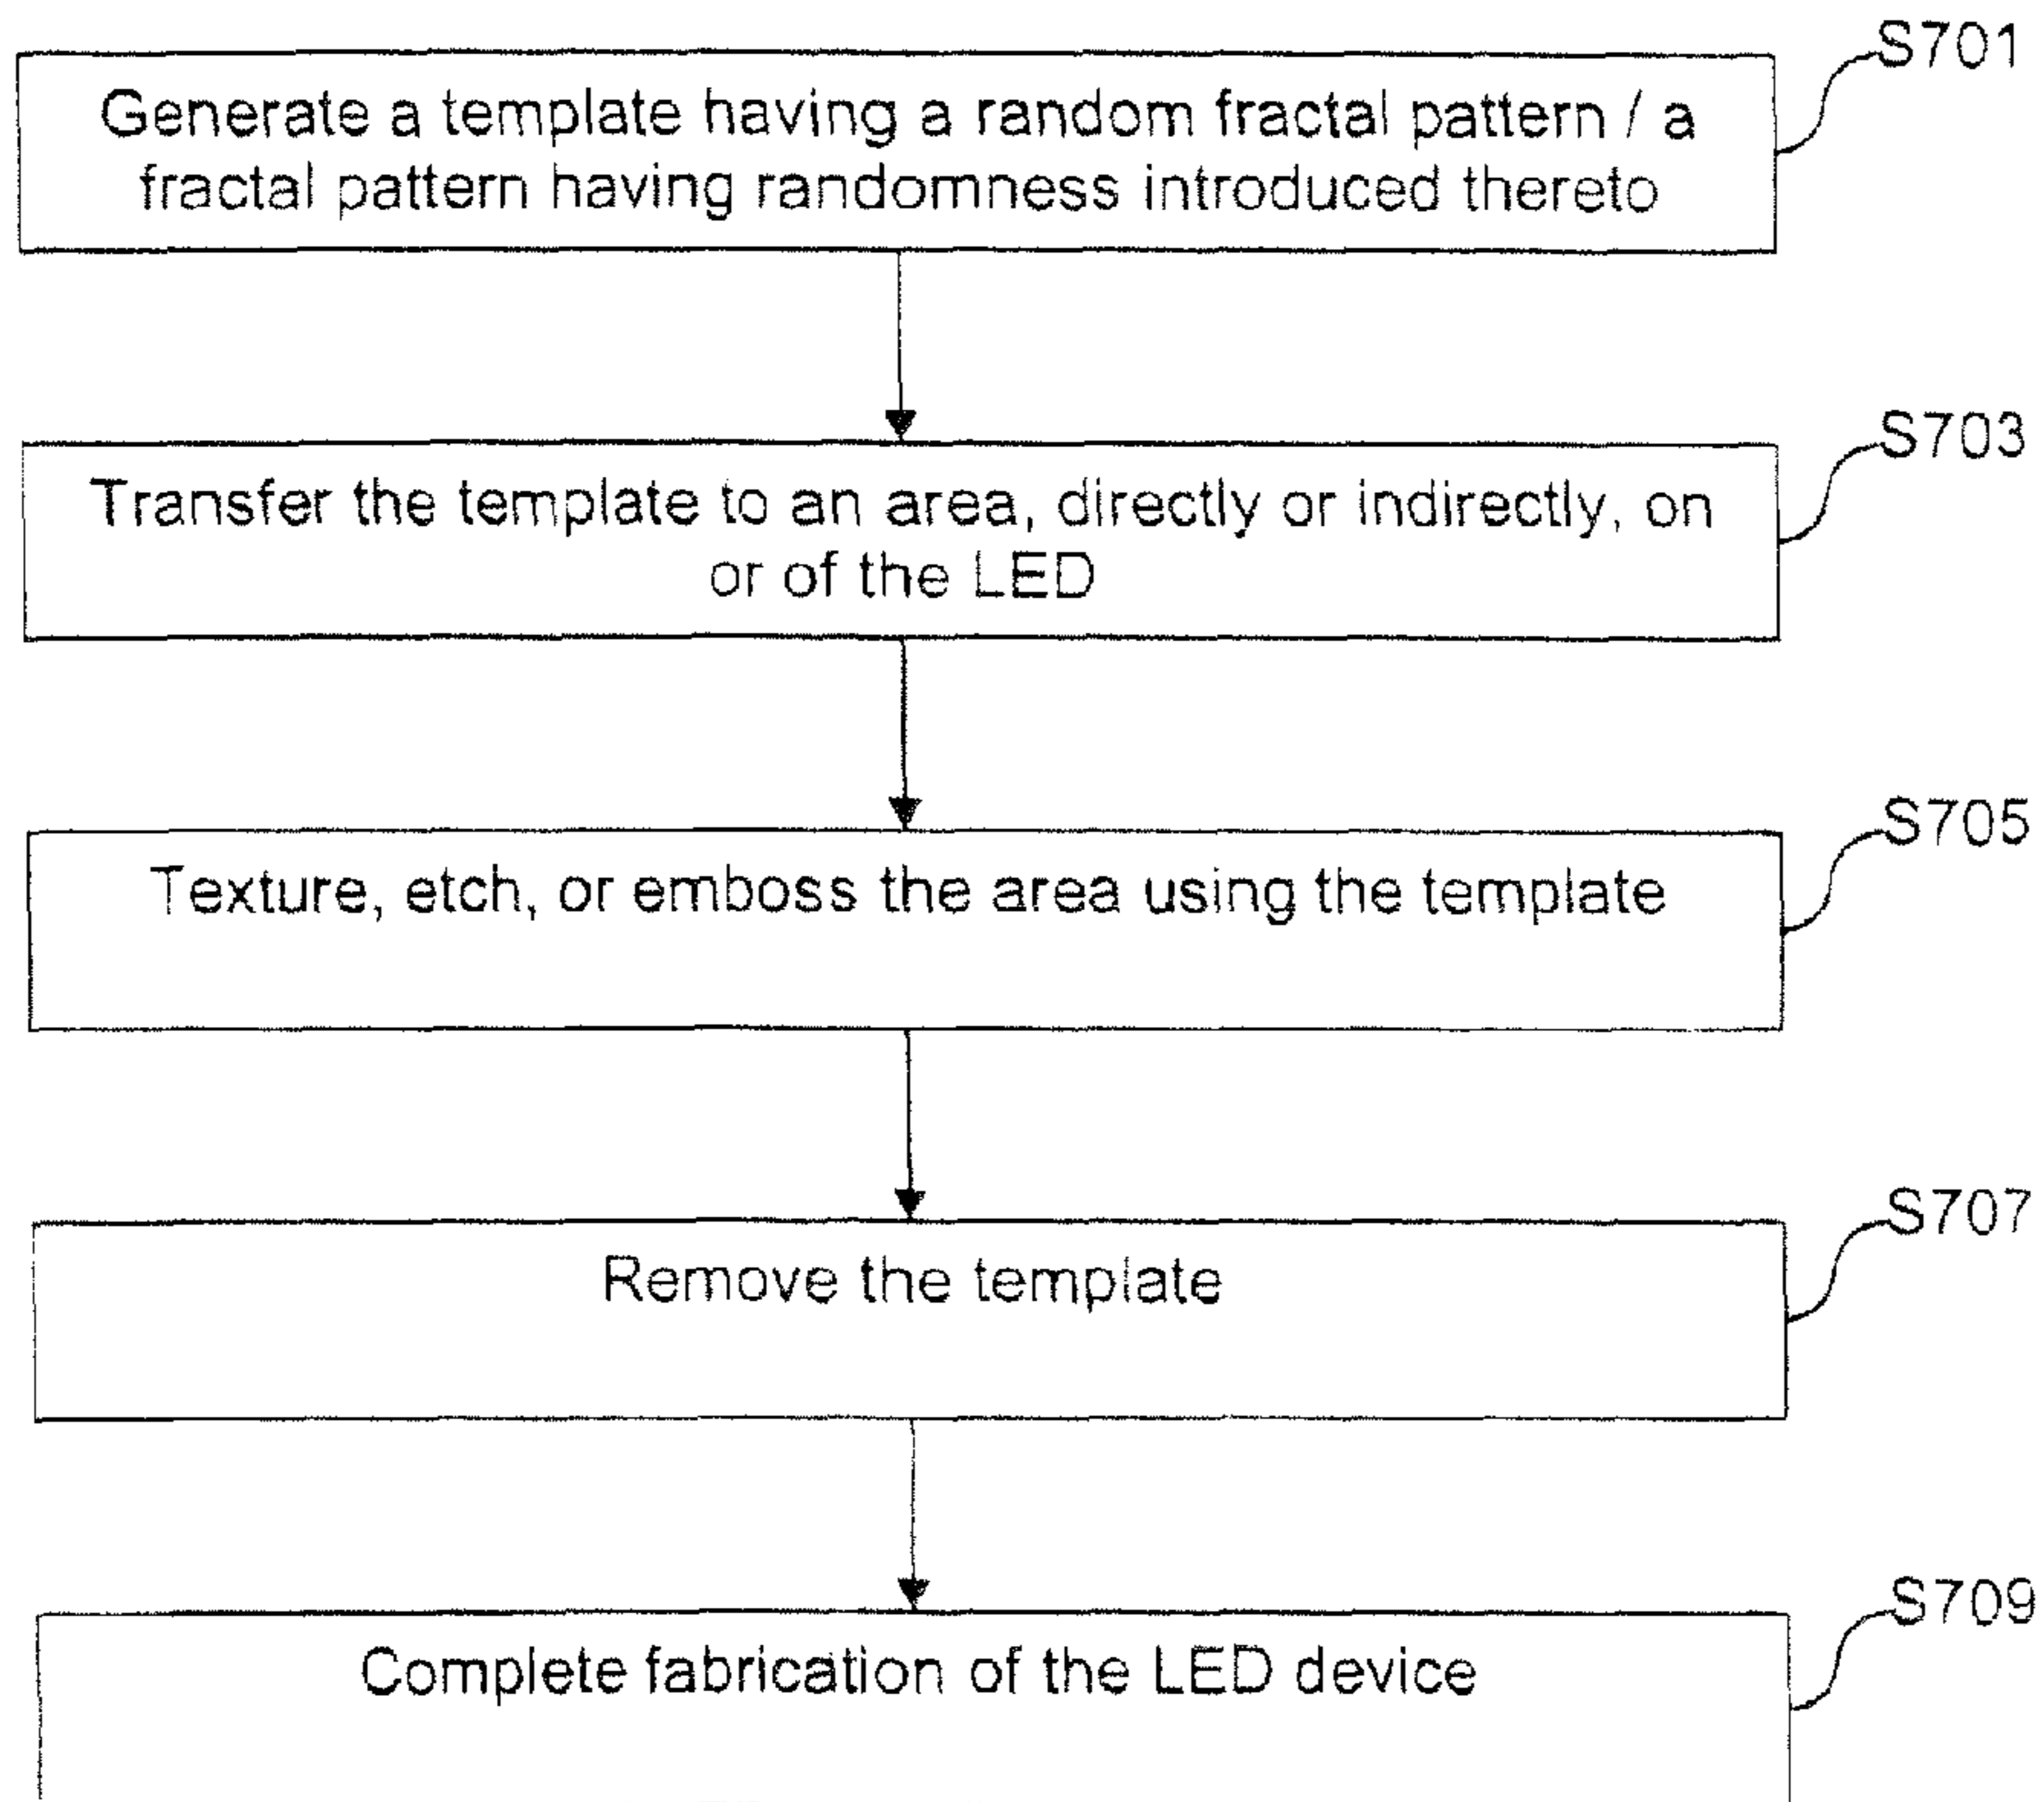 S701
Generate a template having a random fractal pattern / a
fractal pattern having randomness introduced thereto
S703
Transfer the template to an area, directly or indirectly, on
or of the LED
S705
Texture, etch, or emboss the area using the template
S707
Remove the template
S709
Complete fabrication of the LED device